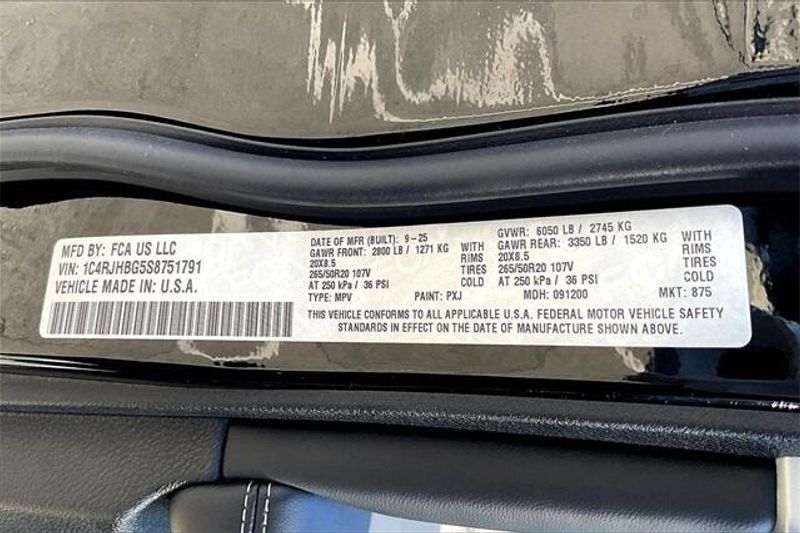 MFD BY: FCA US LLC
VIN: 1C4RJHBG5S8751791
VEHICLE MADE IN: U.S.A.
DATE OF MFR (BUILT): 9-25
GAWR FRONT: 2800 LB / 1271 KG WITH
20X8.5 RIMS
265/50R20 107V TIRES
AT 250 kPa / 36 PSI
TYPE: MPV PAINT: PXJ
GVWR: 6050 LB / 2745 KG
GAWR REAR: 3350 LB / 1520 KG WITH
20X8.5 RIMS
265/50R20 107V TIRES
AT 250 kPa / 36 PSI
MDH: 091200 MKT: 875
THIS VEHICLE CONFORMS TO ALL APPLICABLE U.S.A. FEDERAL MOTOR VEHICLE SAFETY
STANDARDS IN EFFECT ON THE DATE OF MANUFACTURE SHOWN ABOVE.